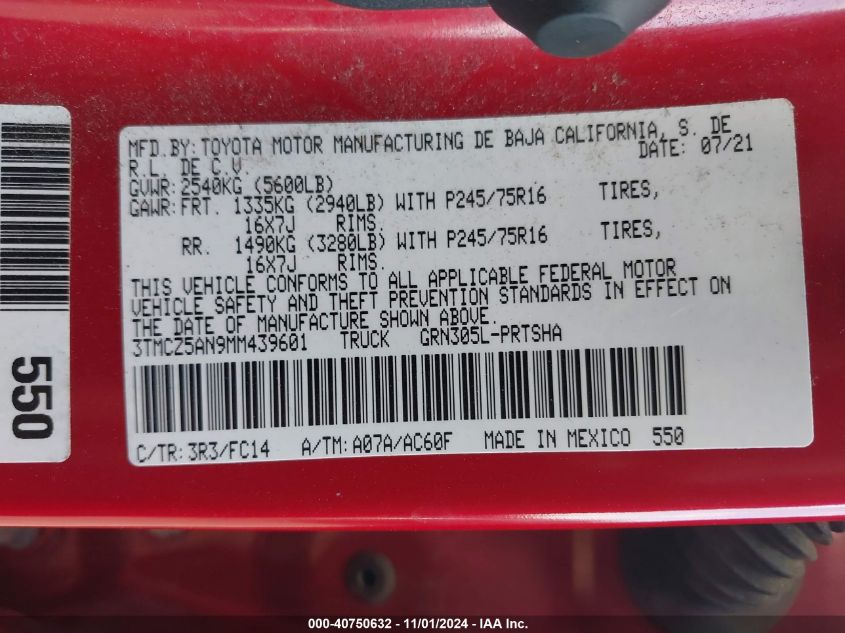 MFD.BY:TOYOTA MOTOR MANUFACTURING DE BAJA CALIFORNIA, S. DE
R.L. DE C.V. DATE: 07/21
GVWR:2540KG (5600LB)
GAWR:FRT. 1335KG (2940LB) WITH P245/75R16 TIRES,
16X7J RIMS.
RR. 1490KG (3280LB) WITH P245/75R16 TIRES,
16X7J RIMS.
THIS VEHICLE CONFORMS TO ALL APPLICABLE FEDERAL MOTOR
VEHICLE SAFETY AND THEFT PREVENTION STANDARDS IN EFFECT ON
THE DATE OF MANUFACTURE SHOWN ABOVE.
3TMCZ5AN9MM439601 TRUCK GRN305L-PRTSHA
C/TR:3R3/FC14 A/TM:A07A/AC60F MADE IN MEXICO 550
550
000-40750632 - 11/01/2024 - IAA Inc.